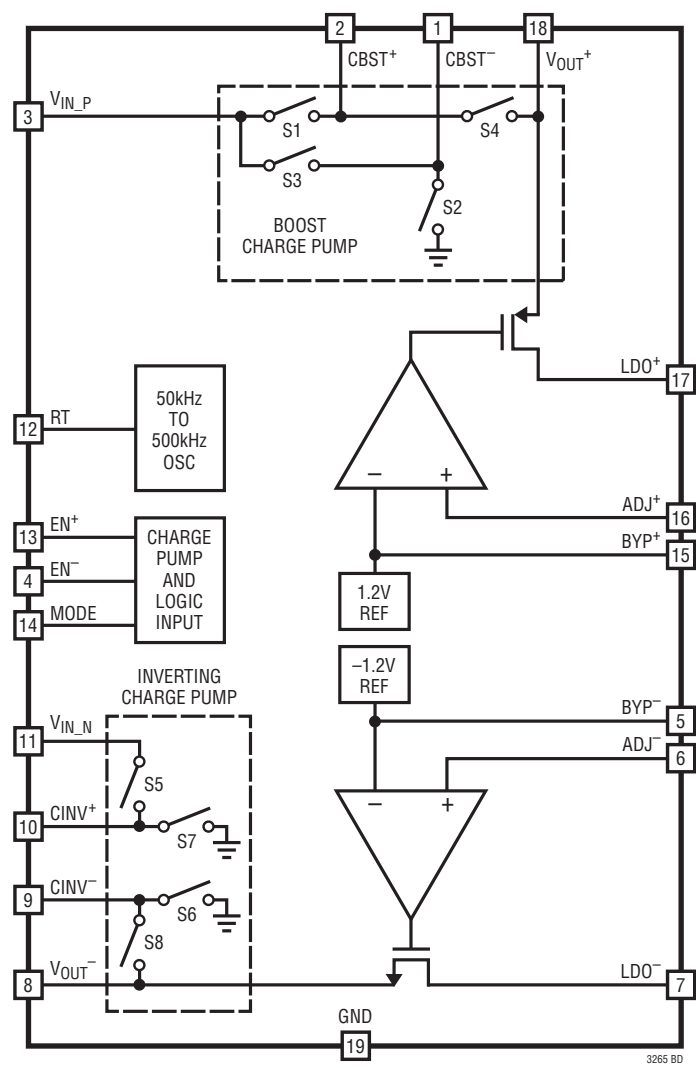 2
1
18
CBST+
CBST–
VOUT+
3
VIN_P
S1
S4
S3
S2
BOOST
CHARGE PUMP
LDO+
17
12
RT
50kHz
TO
500kHz
OSC
– +
ADJ+
16
BYP+
15
13
EN+
4
EN–
14
MODE
CHARGE
PUMP
AND
LOGIC
INPUT
1.2V
REF
–1.2V
REF
INVERTING
CHARGE PUMP
BYP–
5
ADJ–
6
11
VIN_N
S5
– +
10
CINV+
S7
9
CINV–
S6
S8
8
VOUT–
LDO–
7
GND
19
3265 BD